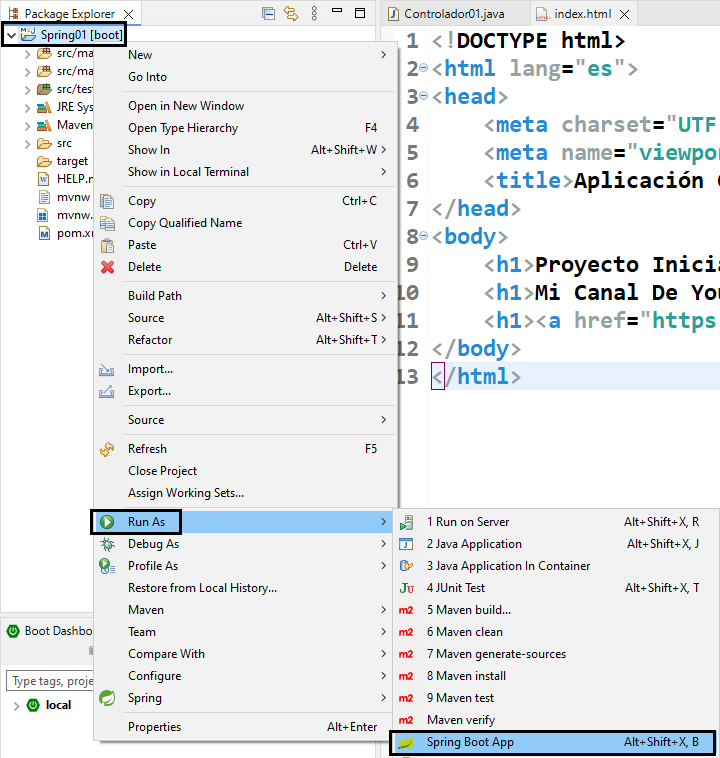 Package Explorer
Spring01 [boot]
src/ma
src/ma
src/test
JRE Sys
Maven
src
target
HELP.m
mvnw
mvnw.
pom.xm
Boot Dashbo
Type tags, proje
local
New
Go Into
Open in New Window
Open Type Hierarchy F4
Show In Alt+Shift+W
Show in Local Terminal
Copy Ctrl+C
Copy Qualified Name
Paste Ctrl+V
Delete Delete
Build Path
Source Alt+Shift+S
Refactor Alt+Shift+T
Import...
Export...
Source
Refresh F5
Close Project
Assign Working Sets...
Run As
Debug As
Profile As
Restore from Local History...
Maven
Team
Compare With
Configure
Spring
Properties Alt+Enter
1 Run on Server Alt+Shift+X, R
2 Java Application Alt+Shift+X, J
3 Java Application In Container
4 JUnit Test Alt+Shift+X, T
5 Maven build...
6 Maven clean
7 Maven generate-sources
8 Maven install
9 Maven test
Maven verify
Spring Boot App Alt+Shift+X, B
Controlador01.java index.html
1 <!DOCTYPE html>
2 <html lang="es">
3 <head>
4 <meta charset="UTF
5 <meta name="viewpor
6 <title>Aplicación
7 </head>
8 <body>
9 <h1>Proyecto Inicia
10 <h1>Mi Canal De You
11 <h1><a href="https
12 </body>
13 </html>